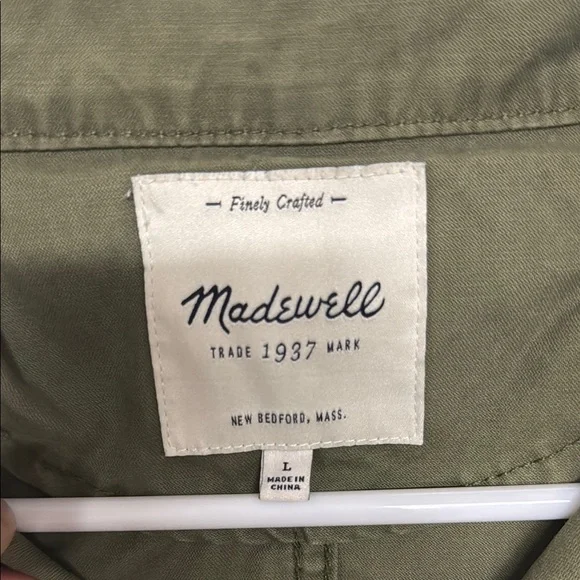 Finely Crafted
Madewell
TRADE 1937 MARK
NEW BEDFORD, MASS.
L
MADE IN
CHINA